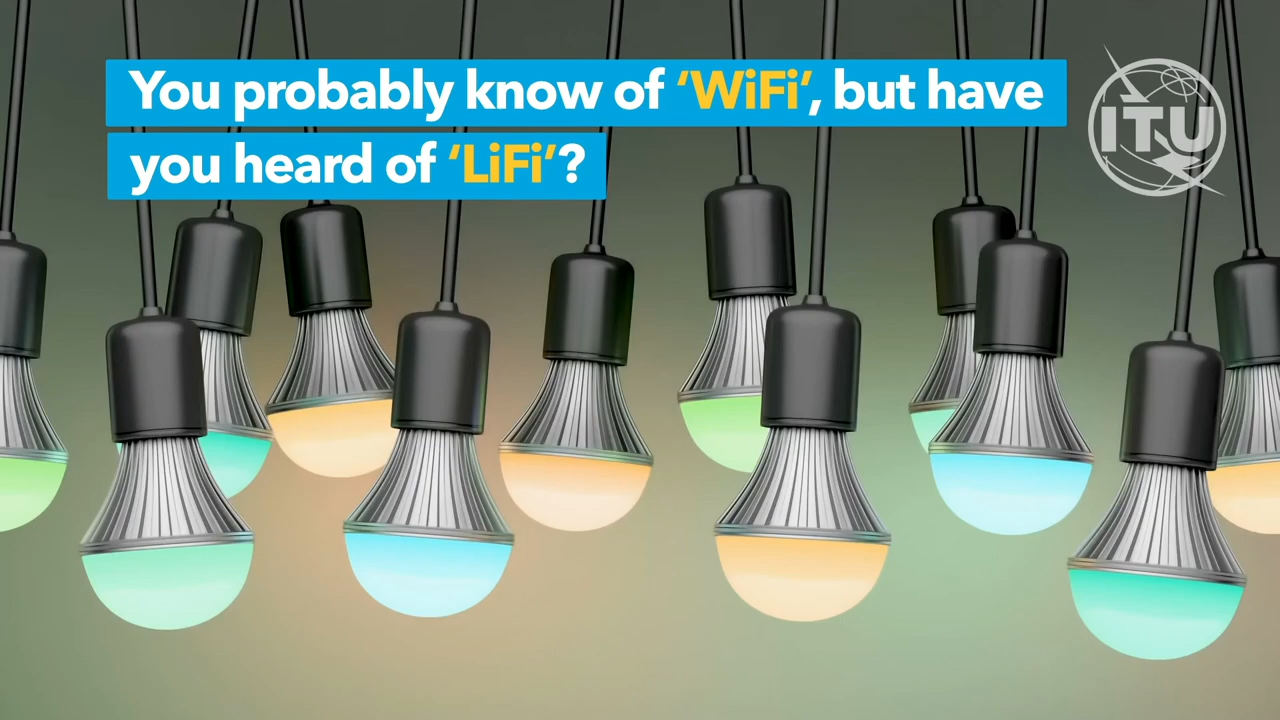 You probably know of ‘WiFi’, but have
you heard of ‘LiFi’?
ITU